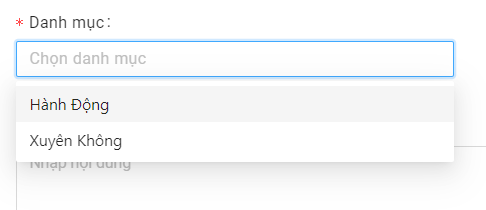 * Danh mục:
Chọn danh mục
Hành Động
Xuyên Không
Nhập nội dung